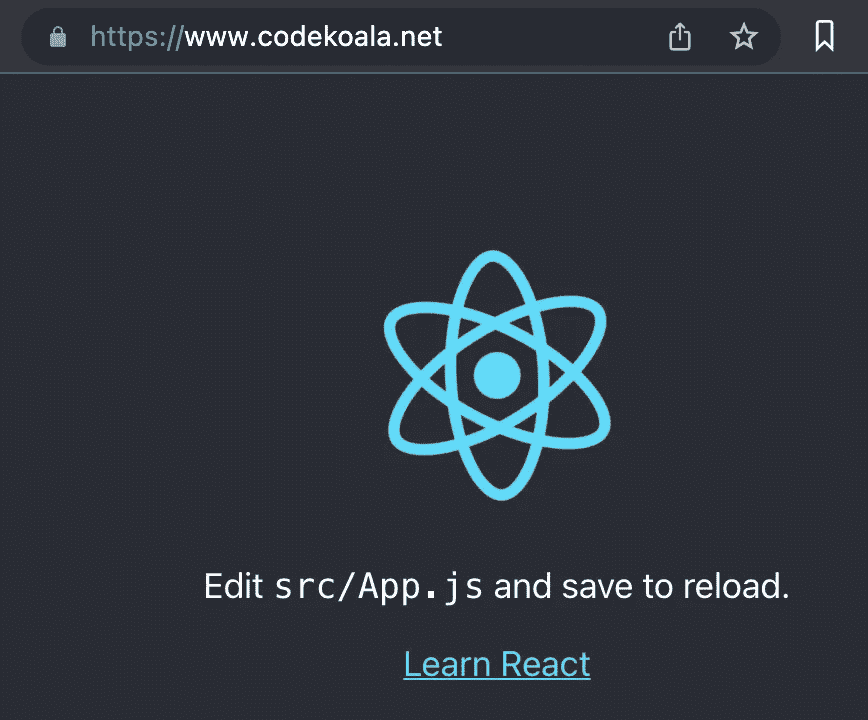 https://www.codekoala.net
Edit src/App.js and save to reload.
Learn React